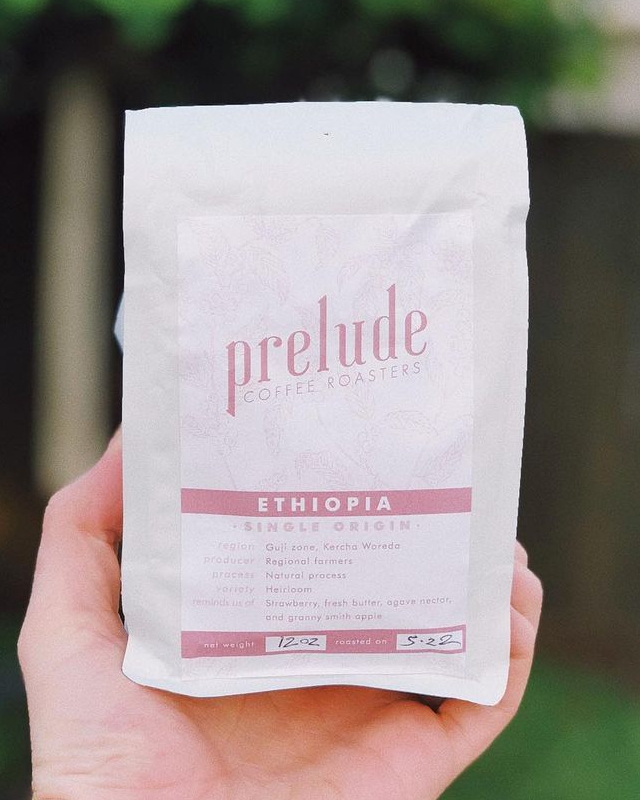 prelude
COFFEE ROASTERS
ETHIOPIA
· SINGLE ORIGIN ·
region Guji zone, Kercha Woreda
producer Regional farmers
process Natural process
variety Heirloom
reminds us of Strawberry, fresh butter, agave nectar,
and granny smith apple
net weight 12oz roasted on 5-22